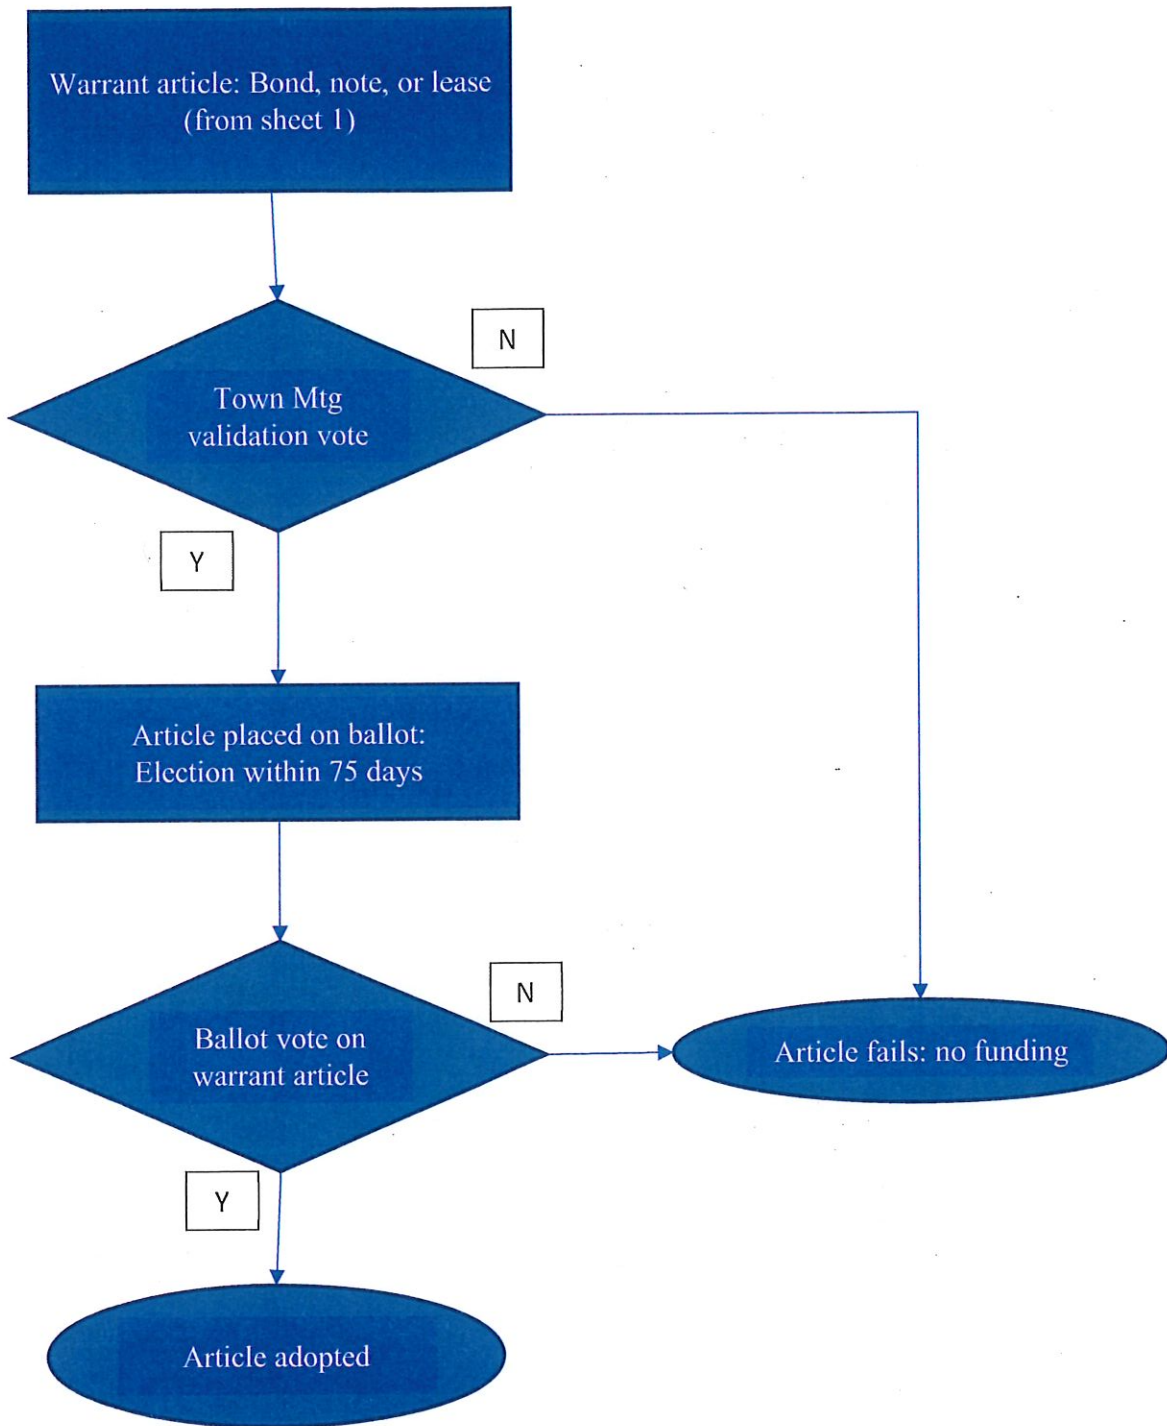 Warrant article: Bond, note, or lease
(from sheet 1)
N
Town Mtg
validation vote
Y
Article placed on ballot:
Election within 75 days
N
Ballot vote on
warrant article
Article fails: no funding
Y
Article adopted